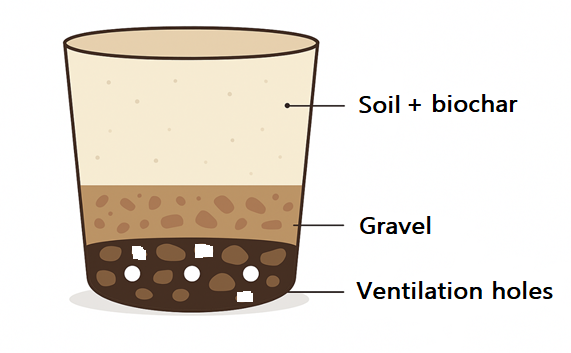 Soil + biochar
Gravel
Ventilation holes